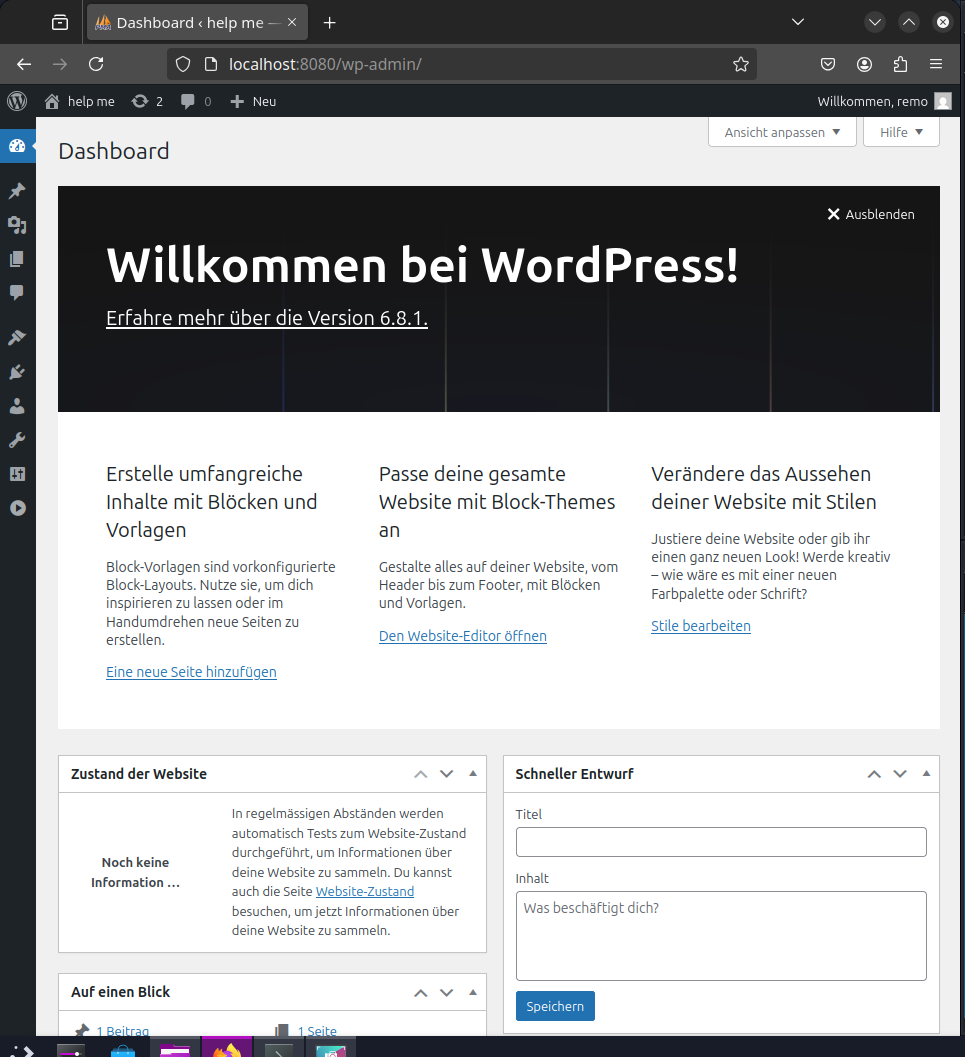 Dashboard ‹ help me —
localhost:8080/wp-admin/
help me
2
0
Neu
Willkommen, remo
Ansicht anpassen
Hilfe
Dashboard
Ausblenden
Willkommen bei WordPress!
Erfahre mehr über die Version 6.8.1.
Erstelle umfangreiche
Inhalte mit Blöcken und
Vorlagen
Block-Vorlagen sind vorkonfigurierte
Block-Layouts. Nutze sie, um dich
inspirieren zu lassen oder im
Handumdrehen neue Seiten zu
erstellen.
Eine neue Seite hinzufügen
Passe deine gesamte
Website mit Block-Themes
an
Gestalte alles auf deiner Website, vom
Header bis zum Footer, mit Blöcken
und Vorlagen.
Den Website-Editor öffnen
Verändere das Aussehen
deiner Website mit Stilen
Justiere deine Website oder gib ihr
einen ganz neuen Look! Werde kreativ
– wie wäre es mit einer neuen
Farbpalette oder Schrift?
Stile bearbeiten
Zustand der Website
Noch keine
Information …
In regelmässigen Abständen werden
automatisch Tests zum Website-Zustand
durchgeführt, um Informationen über
deine Website zu sammeln. Du kannst
auch die Seite Website-Zustand
besuchen, um jetzt Informationen über
deine Website zu sammeln.
Auf einen Blick
1 Beitrag
1 Seite
Schneller Entwurf
Titel
Inhalt
Was beschäftigt dich?
Speichern